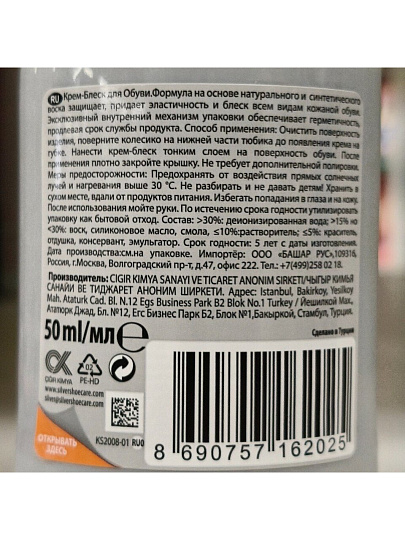 RU Крем-Блеск для Обуви.Формула на основе натурального и синтетического
воска защищает, придает эластичность и блеск всем видам кожаной обуви.
Эксклюзивный внутренний механизм упаковки обеспечивает герметичность,
продлевая срок службы продукта. Способ применения: Очистить поверхность
изделия, поверните колесико на нижней части тюбика до появления крема на
губке. Нанести крем-блеск тонким слоем на поверхность обуви. После
применения плотно закройте крышку. Не требует дополнительной полировки.
Меры предосторожности: Предохранять от воздействия прямых солнечных
лучей и нагревания выше 30 °C. Не разбирать и не давать детям! Хранить в
сухом месте, вдали от продуктов питания. Избегать попадания в глаза и на кожу.
После использования мойте руки. По истечению срока годности утилизировать
упаковку как бытовой отход. Состав: >30%: деионизированная вода; >15% но
<30%: воск, силиконовое масло, смола, ≤10%:растворитель; ≤5%: краситель,
отдушка, консервант, эмульгатор. Срок годности: 5 лет с даты изготовления.
Дата производства:см.на упаковке. Импортер: ООО «БАШАР РУС»,109316,
Россия, г.Москва, Волгоградский пр-т, д.47, офис 222, Тел.:+7(499)258 02 18.
Производитель: CIGIR KIMYA SANAYI VE TICARET ANONIM SIRKETI/ЧЫГЫР КИМЬЯ
САНАЙИ ВЕ ТИДЖАРЕТ АНОНИМ ШИРКЕТИ. Адрес: Istanbul, Bakirkoy, Yesilkoy
Mah. Ataturk Cad. Bl. N.12 Egs Business Park B2 Blok No.1 Turkey / Йешилкой Мах,
Ататюрк Джад, Бл. №12, Егс Бизнес Парк Б2, Блок №1,Бакыркой, Стамбул, Турция.
50 ml/мл e
Сделано в Турции
ÇK
ÇIĞIR KİMYA
02
PE-HD
www.silvershoecare.com
silver@silvershoecare.com
ОТКРЫВАТЬ
ЗДЕСЬ
KS2008-01 RU0
8 690757 162025